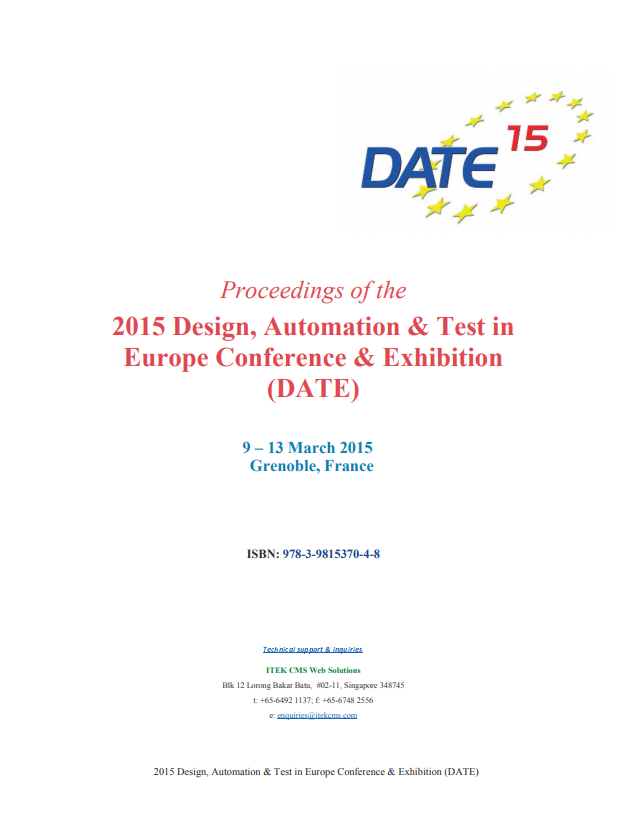 DATE 15
Proceedings of the
2015 Design, Automation & Test in
Europe Conference & Exhibition
(DATE)
9 – 13 March 2015
Grenoble, France
ISBN: 978-3-9815370-4-8
Technical support & inquiries
ITEK CMS Web Solutions
Blk 12 Lorong Bakar Batu, #02-11, Singapore 348745
t: +65-6492 1137; f: +65-6748 2556
e: enquiries@itekcms.com
2015 Design, Automation & Test in Europe Conference & Exhibition (DATE)